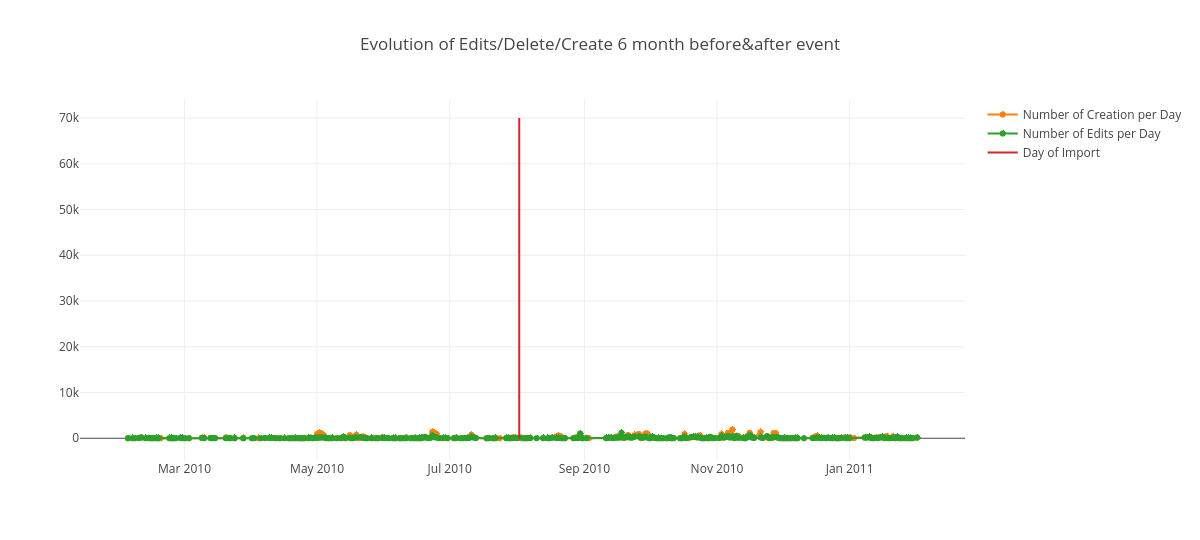 Evolution of Edits/Delete/Create 6 month before&after event
Number of Creation per Day
Number of Edits per Day
Day of Import
70k
60k
50k
40k
30k
20k
10k
0
Mar 2010
May 2010
Jul 2010
Sep 2010
Nov 2010
Jan 2011